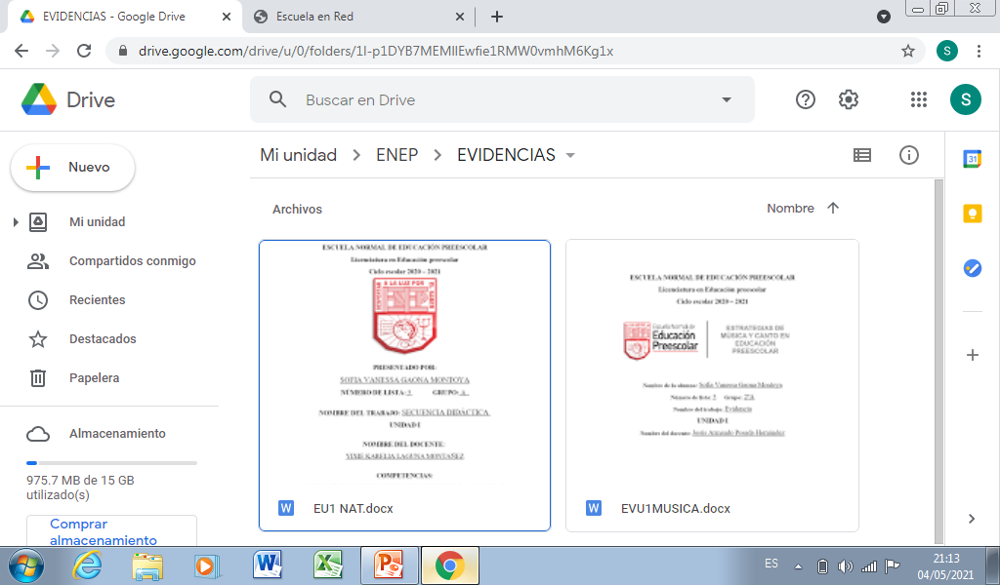 EVIDENCIAS - Google Drive
Escuela en Red
drive.google.com/drive/u/0/folders/1l-p1DYB7MEMllEwfie1RMW0vmhM6Kg1x
S
Drive
Buscar en Drive
S
Nuevo
Mi unidad
Compartidos conmigo
Recientes
Destacados
Papelera
Almacenamiento
975.7 MB de 15 GB
utilizado(s)
Comprar
almacenamiento
Mi unidad > ENEP > EVIDENCIAS
Archivos
Nombre
ESCUELA NORMAL DE EDUCACIÓN PREESCOLAR
Licenciatura en Educación preescolar
Ciclo escolar 2020 – 2021
PRESENTADO POR:
SOFIA VANESSA GAONA MONTOYA
NÚMERO DE LISTA: GRUPO: A
NOMBRE DEL TRABAJO: SECUENCIA DIDÁCTICA
UNIDAD I
NOMBRE DEL DOCENTE:
YIXIE KARELIA LAGUNA MONTAÑEZ
COMPETENCIAS:
EU1 NAT.docx
ESCUELA NORMAL DE EDUCACIÓN PREESCOLAR
Licenciatura en Educación preescolar
Ciclo escolar 2020 – 2021
Escuela Normal de
Educación
Preescolar
ESTRATEGIAS DE
MÚSICA Y CANTO EN
EDUCACIÓN
PREESCOLAR
Nombre de la alumna: Sofia Vanessa Gaona Montoya
Número de lista: Grupo:
Nombre del trabajo: Evidencia
UNIDAD I
Nombre del docente: Jesús Armando Posada Hernández
EVU1MUSICA.docx
31
ES
21:13
04/05/2021